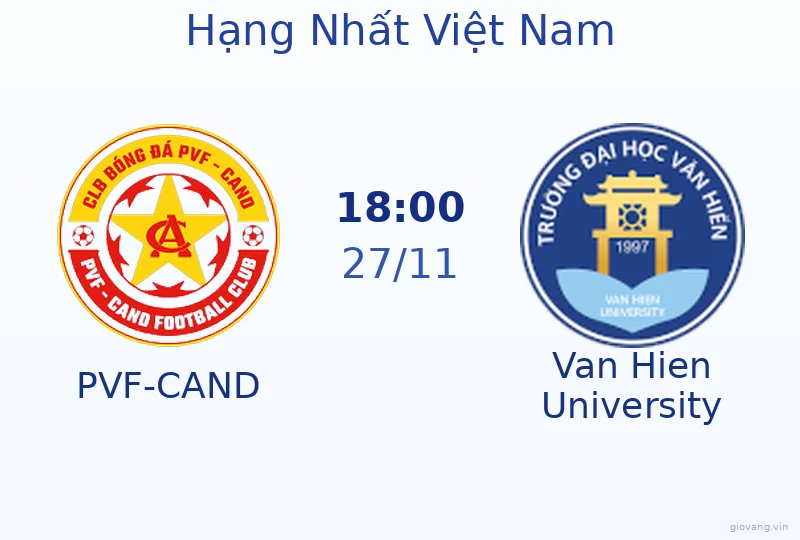 Hạng Nhất Việt Nam
CLB BÓNG ĐÁ PVF - CAND
PVF - CAND FOOTBALL CLUB
PVF-CAND
18:00
27/11
TRƯỜNG ĐẠI HỌC VĂN HIẾN
1997
VAN HIEN
UNIVERSITY
Van Hien
University
giovang.vin